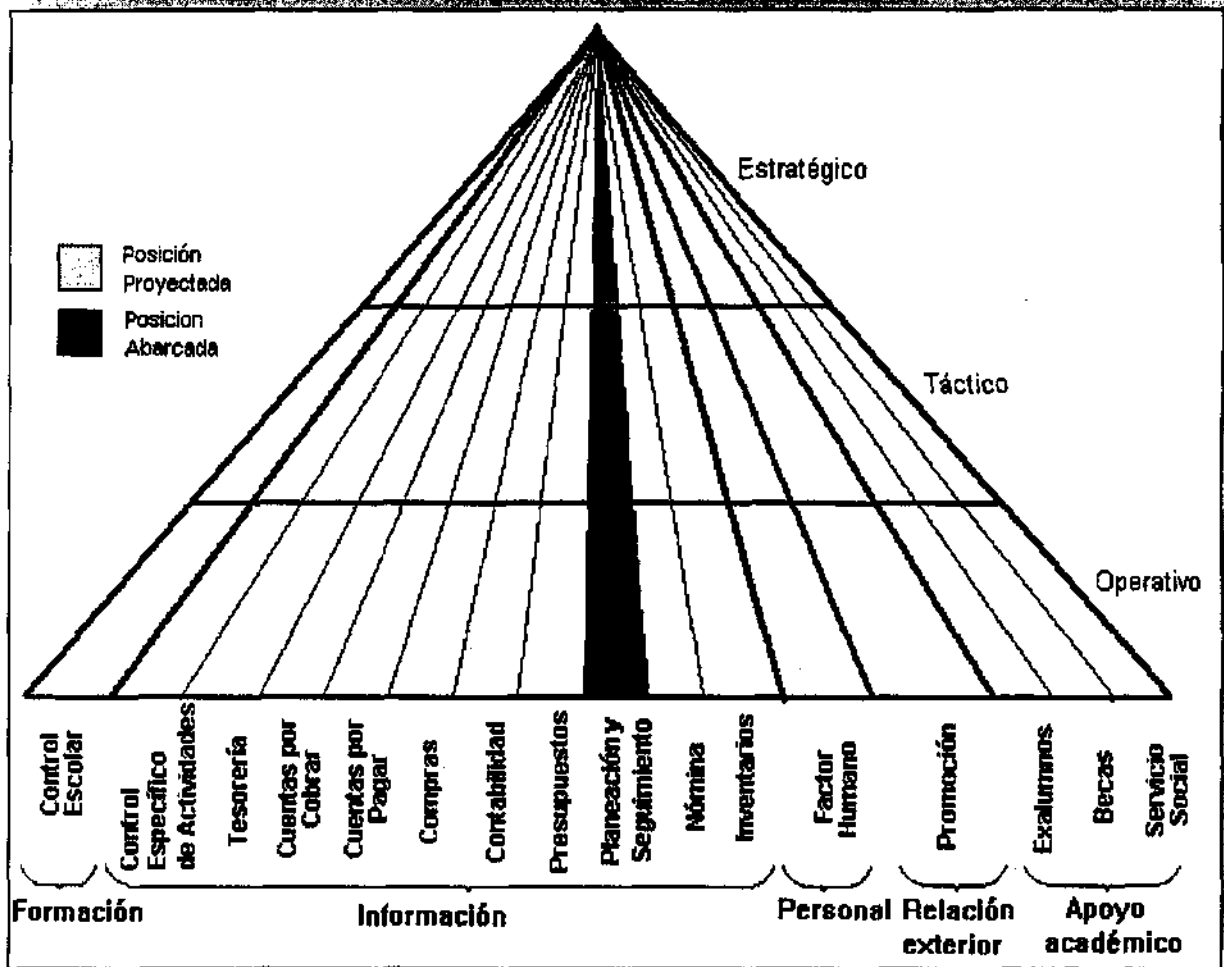 Estratégico
Posición
Proyectada
Posicion
Abarcada
Táctico
Operativo
Control
Escolar
Control
Específico
de Actividades
Tesorería
Cuentas por
Cobrar
Cuentas por
Pagar
Compras
Contabilidad
Presupuestos
Planeación y
Seguimiento
Nómina
Inventarios
Factor
Humano
Promoción
Exalumnos
Becas
Servicio
Social
Formación
Información
Personal
Relación
exterior
Apoyo
académico